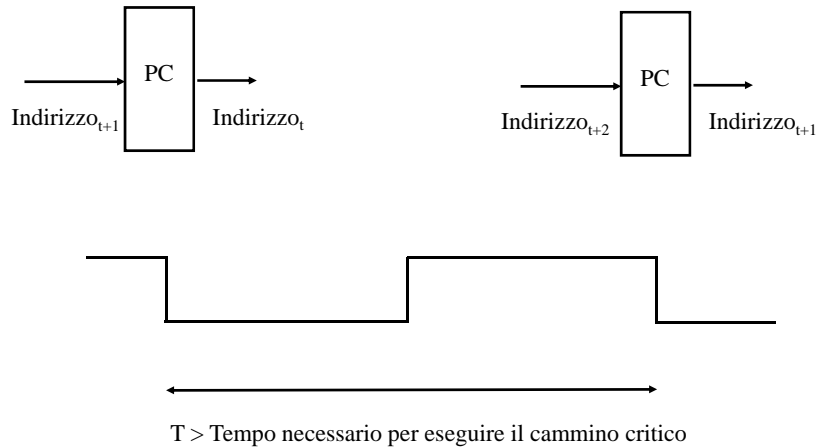 PC
PC
Indirizzo_{t+1}
Indirizzo_t
Indirizzo_{t+2}
Indirizzo_{t+1}
T > Tempo necessario per eseguire il cammino critico